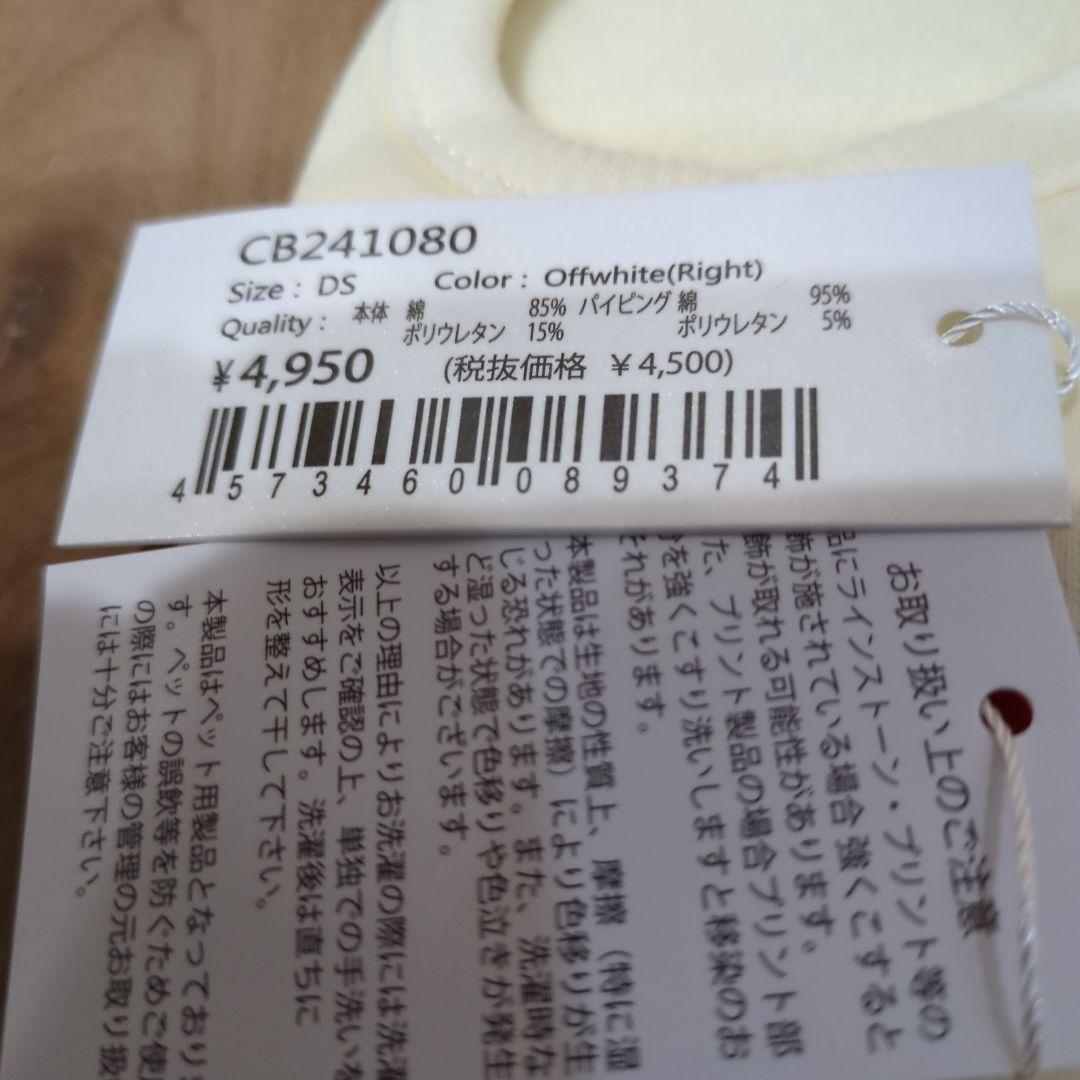 CB241080
Size : DS Color : Offwhite(Right)
Quality : 本体 綿 85% パイピング 綿 95%
ポリウレタン 15% ポリウレタン 5%
¥4,950 (税抜価格 ¥4,500)
4573460089374
お取り扱い上のご注意
品にラインストーン・プリント等の
飾が施されている場合 強くこすると
飾が取れる可能性があります。
た、プリント製品の場合プリント部
を強くこすり洗いしますと移染のお
それがあります。
本製品は生地の性質上、摩擦（特に湿
った状態での摩擦）により色移りが生
じる恐れがあります。また、洗濯時な
ど湿った状態で色移りや色泣きが発生
する場合がございます。
以上の理由によりお洗濯の際には洗濯
表示をご確認の上、単独での手洗いを
おすすめします。洗濯後は直ちに
形を整えて干して下さい。
本製品はペット用製品となっており
す。ペットの誤飲等を防ぐためご使用
の際にはお客様の管理の元お取り扱
には十分ご注意下さい。